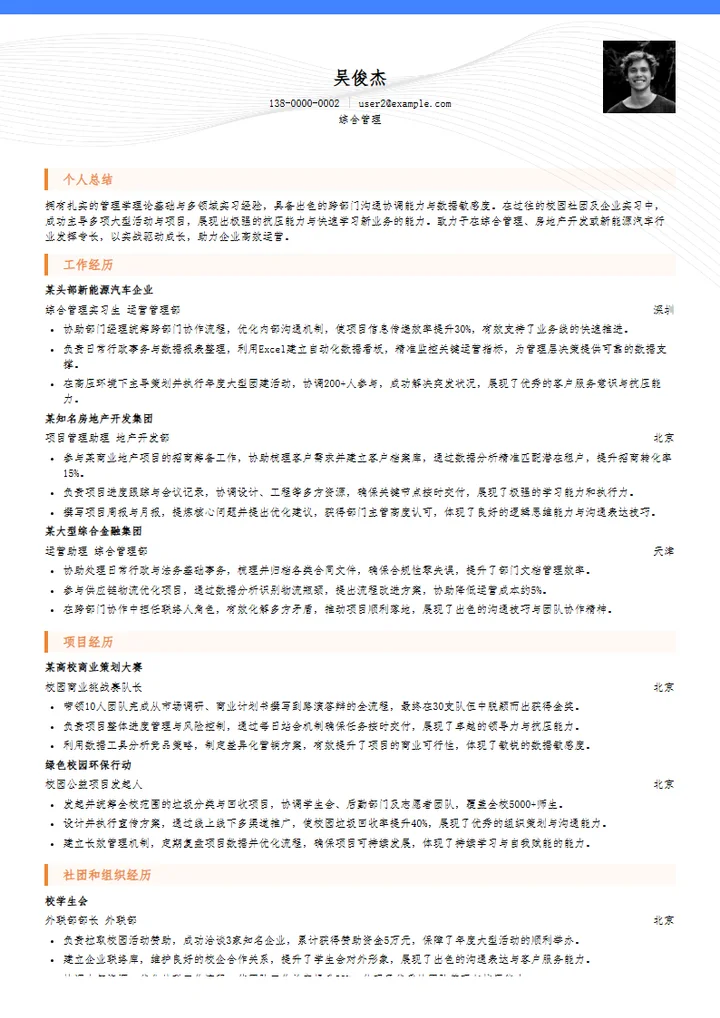 吴俊杰
138-0000-0002 | user2@example.com
综合管理
个人总结
拥有扎实的管理学理论基础与多领域实习经验，具备出色的跨部门沟通协调能力与数据敏感度。在过往的校园社团及企业实习中，
成功主导多项大型活动与项目，展现出极强的抗压能力与快速学习新业务的能力。致力于在综合管理、房地产开发或新能源汽车行
业发挥专长，以实战驱动成长，助力企业高效运营。
工作经历
某头部新能源汽车企业
综合管理实习生 运营管理部 深圳
• 协助部门经理统筹跨部门协作流程，优化内部沟通机制，使项目信息传递效率提升30%，有效支持了业务线的快速推进。
• 负责日常行政事务与数据报表整理，利用Excel建立自动化数据看板，精准监控关键运营指标，为管理层决策提供可靠的数据支
撑。
• 在高压环境下主导策划并执行年度大型团建活动，协调200+人参与，成功解决突发状况，展现了优秀的客户服务意识与抗压能
力。
某知名房地产开发集团
项目管理助理 地产开发部 北京
• 参与某商业地产项目的招商筹备工作，协助梳理客户需求并建立客户档案库，通过数据分析精准匹配潜在租户，提升招商转化率
15%。
• 负责项目进度跟踪与会议记录，协调设计、工程等多方资源，确保关键节点按时交付，展现了极强的学习能力和执行力。
• 撰写项目周报与月报，提炼核心问题并提出优化建议，获得部门主管高度认可，体现了良好的逻辑思维能力与沟通表达技巧。
某大型综合金融集团
运营助理 综合管理部 天津
• 协助处理日常行政与法务基础事务，梳理并归档各类合同文件，确保合规性零失误，提升了部门文档管理效率。
• 参与供应链物流优化项目，通过数据分析识别物流瓶颈，提出流程改进方案，协助降低运营成本约5%。
• 在跨部门协作中担任联络人角色，有效化解多方矛盾，推动项目顺利落地，展现了出色的沟通技巧与团队协作精神。
项目经历
某高校商业策划大赛
校园商业挑战赛队长 北京
• 带领10人团队完成从市场调研、商业计划书撰写到路演答辩的全流程，最终在30支队伍中脱颖而出获得金奖。
• 负责项目整体进度管理与风险控制，通过每日站会机制确保任务按时交付，展现了卓越的领导力与抗压能力。
• 利用数据工具分析竞品策略，制定差异化营销方案，有效提升了项目的商业可行性，体现了敏锐的数据敏感度。
绿色校园环保行动
校园公益项目发起人 北京
• 发起并统筹全校范围的垃圾分类与回收项目，协调学生会、后勤部门及志愿者团队，覆盖全校5000+师生。
• 设计并执行宣传方案，通过线上线下多渠道推广，使校园垃圾回收率提升40%，展现了优秀的组织策划与沟通能力。
• 建立长效管理机制，定期复盘项目数据并优化流程，确保项目可持续发展，体现了持续学习与自我赋能的能力。
社团和组织经历
校学生会
外联部部长 外联部 北京
• 负责拉取校园活动赞助，成功洽谈3家知名企业，累计获得赞助资金5万元，保障了年度大型活动的顺利举办。
• 建立企业联络库，维护良好的校企合作关系，提升了学生会对外形象，展现了出色的沟通表达与客户服务能力。